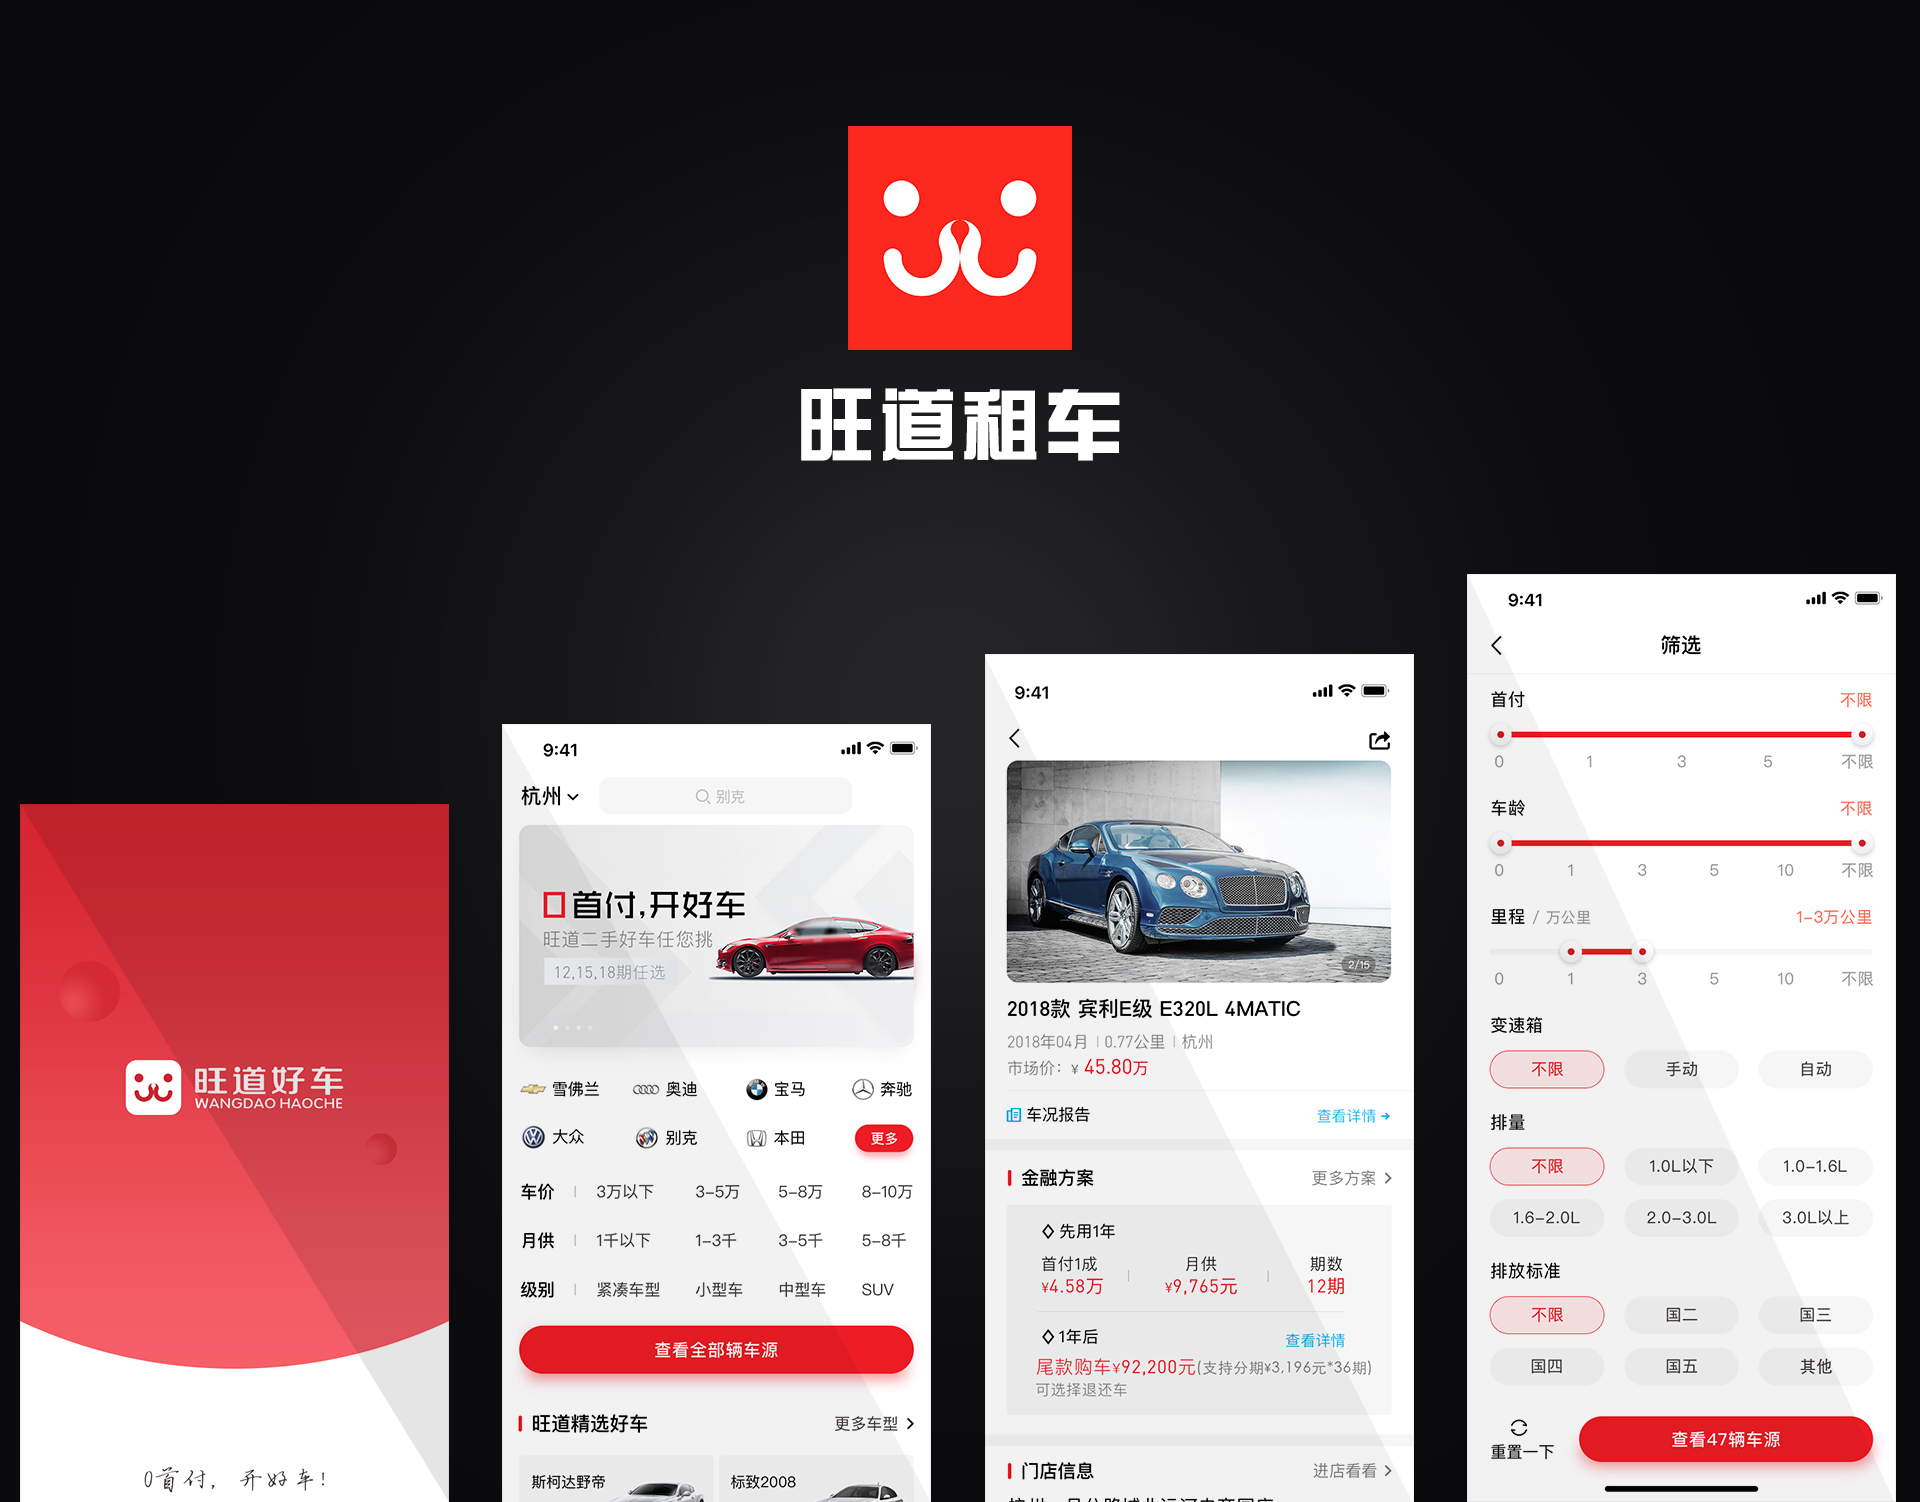 旺道租车
旺道好车
WANGDAO HAOCHE
0首付，开好车！
9:41
杭州
别克
0首付,开好车
旺道二手好车任您挑
12,15,18期任选
雪佛兰 奥迪 宝马 奔驰
大众 别克 本田 更多
车价 3万以下 3-5万 5-8万 8-10万
月供 1千以下 1-3千 3-5千 5-8千
级别 紧凑车型 小型车 中型车 SUV
查看全部辆车源
旺道精选好车 更多车型
斯柯达野帝 标致2008
9:41
2/15
2018款 宾利E级 E320L 4MATIC
2018年04月 0.77公里 杭州
市场价：¥ 45.80万
车况报告 查看详情
金融方案 更多方案
先用1年
首付1成 月供 期数
¥4.58万 ¥9,765元 12期
1年后 查看详情
尾款购车¥92,200元(支持分期¥3,196元*36期)
可选择退还车
门店信息 进店看看
9:41
筛选
首付 不限
0 1 3 5 不限
车龄 不限
0 1 3 5 10 不限
里程 / 万公里 1-3万公里
0 1 3 5 10 不限
变速箱
不限 手动 自动
排量
不限 1.0L以下 1.0-1.6L
1.6-2.0L 2.0-3.0L 3.0L以上
排放标准
不限 国二 国三
国四 国五 其他
重置一下 查看47辆车源